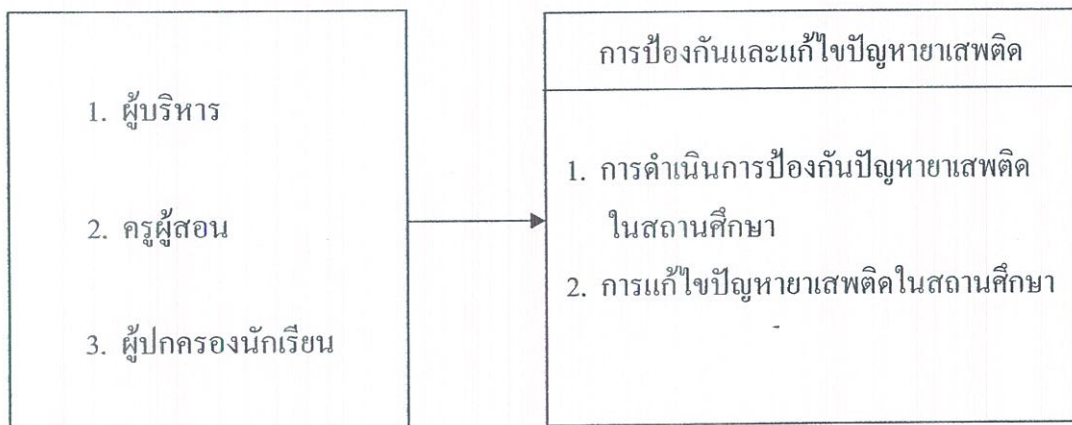 1. ผู้บริหาร
2. ครูผู้สอน
3. ผู้ปกครองนักเรียน
การป้องกันและแก้ไขปัญหายาเสพติด
1. การดำเนินการป้องกันปัญหายาเสพติด
ในสถานศึกษา
2. การแก้ไขปัญหายาเสพติดในสถานศึกษา